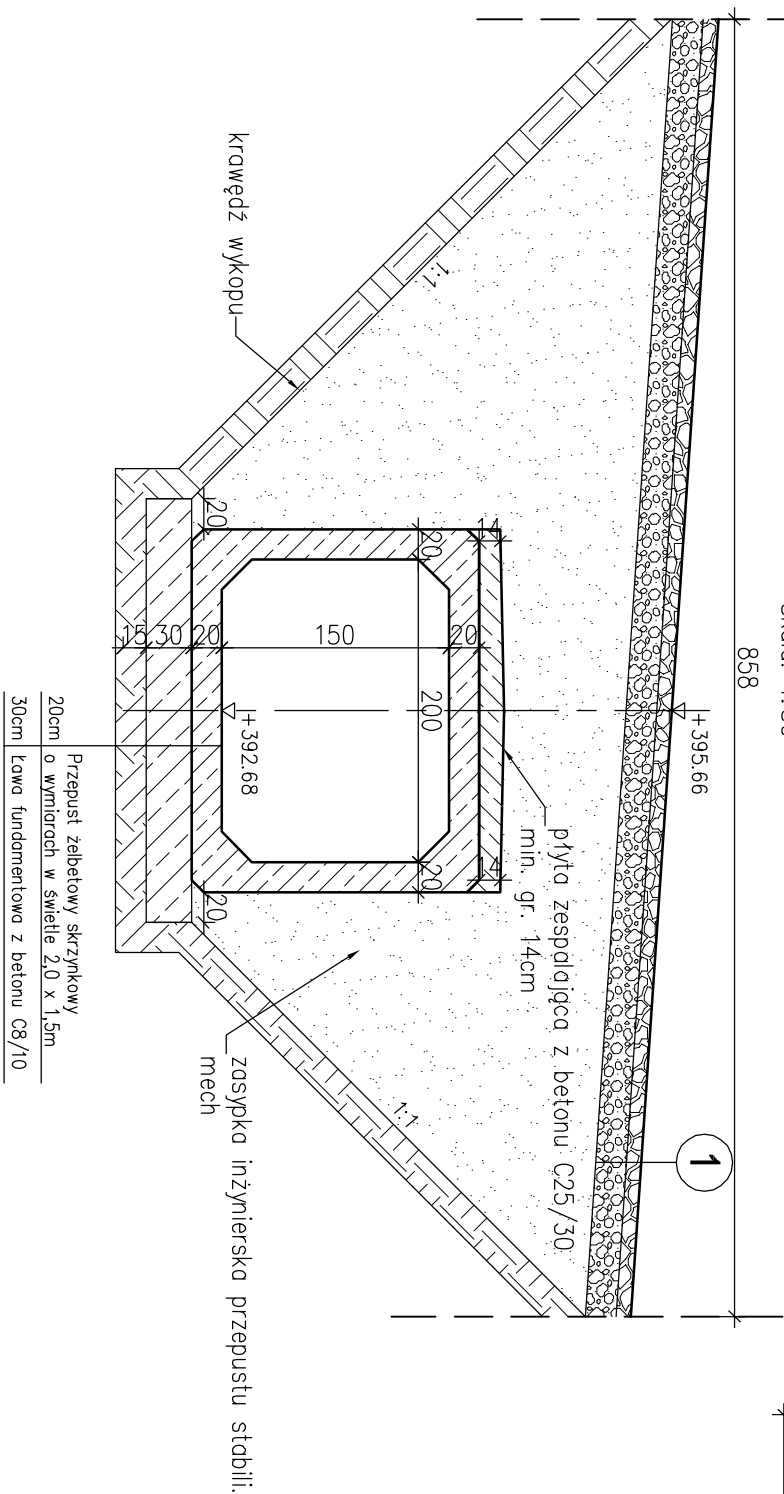 858
+395.66
1
płyta zespalająca z betonu C25/30
min. gr. 14cm
krawędź wykopu
1:1
1:1
14
14
20
20
20
20
20
150
200
20
30
15
+392.68
zasypka inżynierska przepustu stabili.
mech
Przepust żelbetowy skrzynkowy
20cm o wymiarach w świetle 2,0 x 1,5m
30cm Ława fundamentowa z betonu C8/10